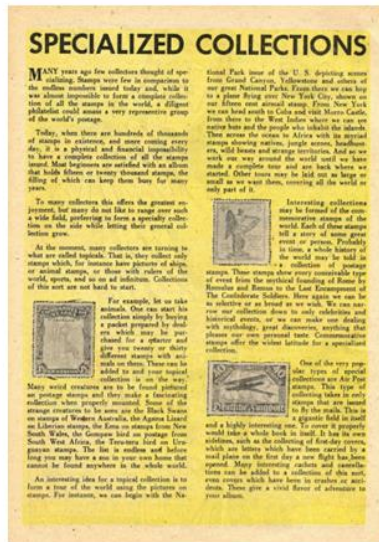 SPECIALIZED COLLECTIONS
MANY years ago few collectors thought of spe-
cializing. Stamps were few in comparison to
the endless numbers issued today and, while it
was almost impossible to form a complete collec-
tion of all the stamps in the world, a diligent
philatelist could amass a very representative group
of the world's postage.
Today, when there are hundreds of thousands
of stamps in existence, and more coming every
day, it is a physical and financial impossibility
to have a complete collection of all the stamps
issued. Most beginners are satisfied with an album
that holds fifteen or twenty thousand stamps, the
filling of which can keep them busy for many
years.
To many collectors this offers the greatest en-
joyment, but many do not like to range over such
a wide field, preferring to form a specialty collec-
tion on the side while letting their general col-
lection grow.
At the moment, many collectors are turning to
what are called topicals. That is, they collect only
stamps which, for instance have pictures of ships,
or animal stamps, or those with rulers of the
world, sports, and so on ad infinitum. Collections
of this sort are not hard to start.
For example, let us take
animals. One can start his
collection simply by buying
a packet prepared by deal-
ers which may be pur-
chased for a quarter and
give you twenty or thirty
different stamps with ani-
mals on them. These can be
added to and your topical
collection is on the way.
Many weird creatures are to be found pictured
on postage stamps and they make a fascinating
collection when properly mounted. Some of the
strange creatures to be seen are the Black Swans
on stamps of Western Australia, the Agama Lizard
on Liberian stamps, the Emu on stamps from New
South Wales, the bird on postage from
South West Africa, the Teru-teru bird on Uru-
guayan stamps. The list is endless and before
long you may have a zoo in your own home that
cannot be found anywhere in the whole world.
An interesting idea for a topical collection is to
form a tour of the world using the pictures on
stamps. For instance, we can begin with the Na-
tional Park issue of the U. S. depicting scenes
from Grand Canyon, Yellowstone and others of
our great National Parks. From there we can hop
to a plane flying over New York City, shown on
our fifteen cent airmail stamp. From New York
we can head south to Cuba and visit Morro Castle,
from there to the West Indies where we can see
native huts and the people who inhabit the islands.
Then across the ocean to Africa with its myriad
stamps showing natives, jungle scenes, headhunt-
ers, wild beasts and strange territories. And so we
work our way around the world until we have
made a complete tour and are back where we
started. Other tours may be laid out as large or
small as we want them, covering all the world or
only part of it.
Interesting collections
may be formed of the com-
memorative stamps of the
world. Each of these stamps
tell a story of some great
event or person. Probably
in time, a whole history of
the world may be told in
a collection of postage
stamps. These stamps show every conceivable type
of event from the mythical founding of Rome by
Romulus and Remus to the Last Encampment of
The Confederate Soldiers. Here again we can be
as selective or as broad as we wish. We can nar-
row our collection down to only celebrities and
historical events, or we can make one dealing
with mythology, great discoveries, anything that
pleases our own personal taste. Commemorative
stamps offer the widest latitude for a specialized
collection.
One of the very pop-
ular types of special
collections are Air Post
stamps. This type of
collecting takes in only
stamps that are issued
to fly the mails. This is
a gigantic field in itself
and a highly interesting one. To cover it properly
would take a whole book in itself. It has its own
sidelines, such as the collecting of first-day covers,
which are letters which have been carried by a
mail plane on the first day a new flight has been
opened. Many interesting rackets and cancella-
tions can be added to a collection of this sort,
even covers which have been in crashes or acci-
dents. These give a vivid flavor of adventure to
your album.